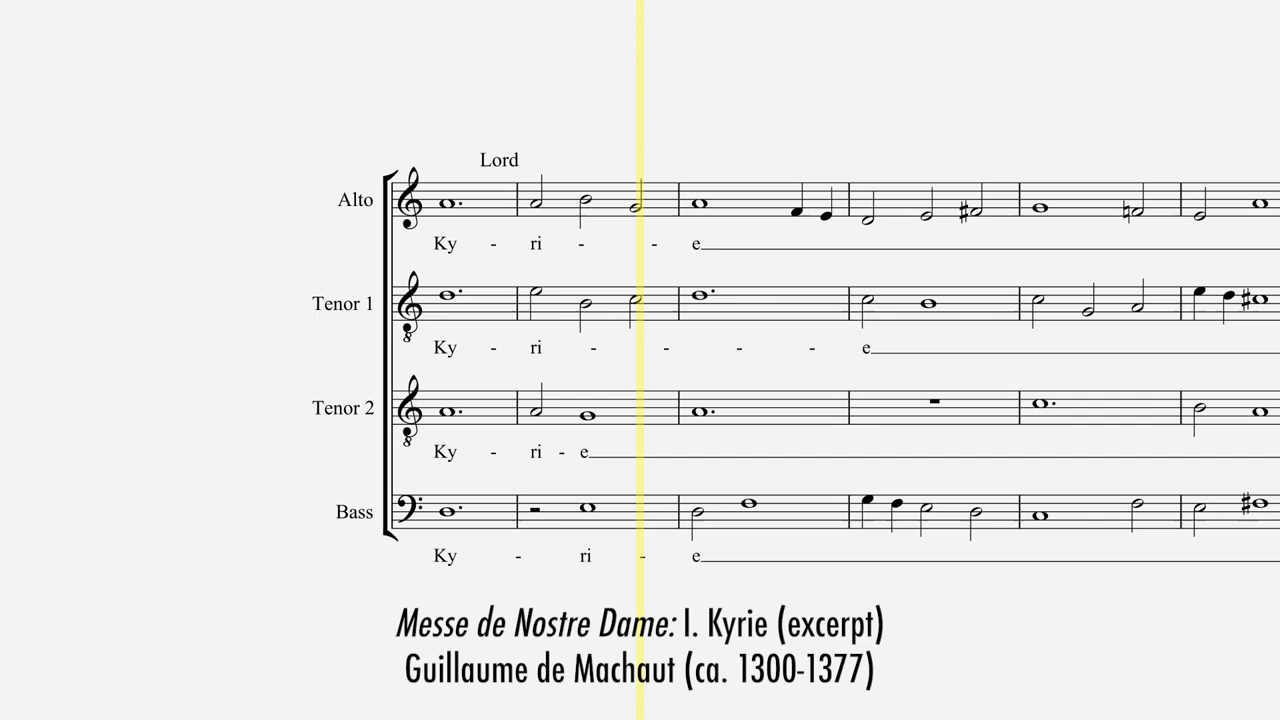 Lord
Alto
Ky - ri - - e
Tenor 1
Ky - ri - - - - e
Tenor 2
Ky - ri - e
Bass
Ky - ri - e
Messe de Nostre Dame: I. Kyrie (excerpt)
Guillaume de Machaut (ca. 1300-1377)